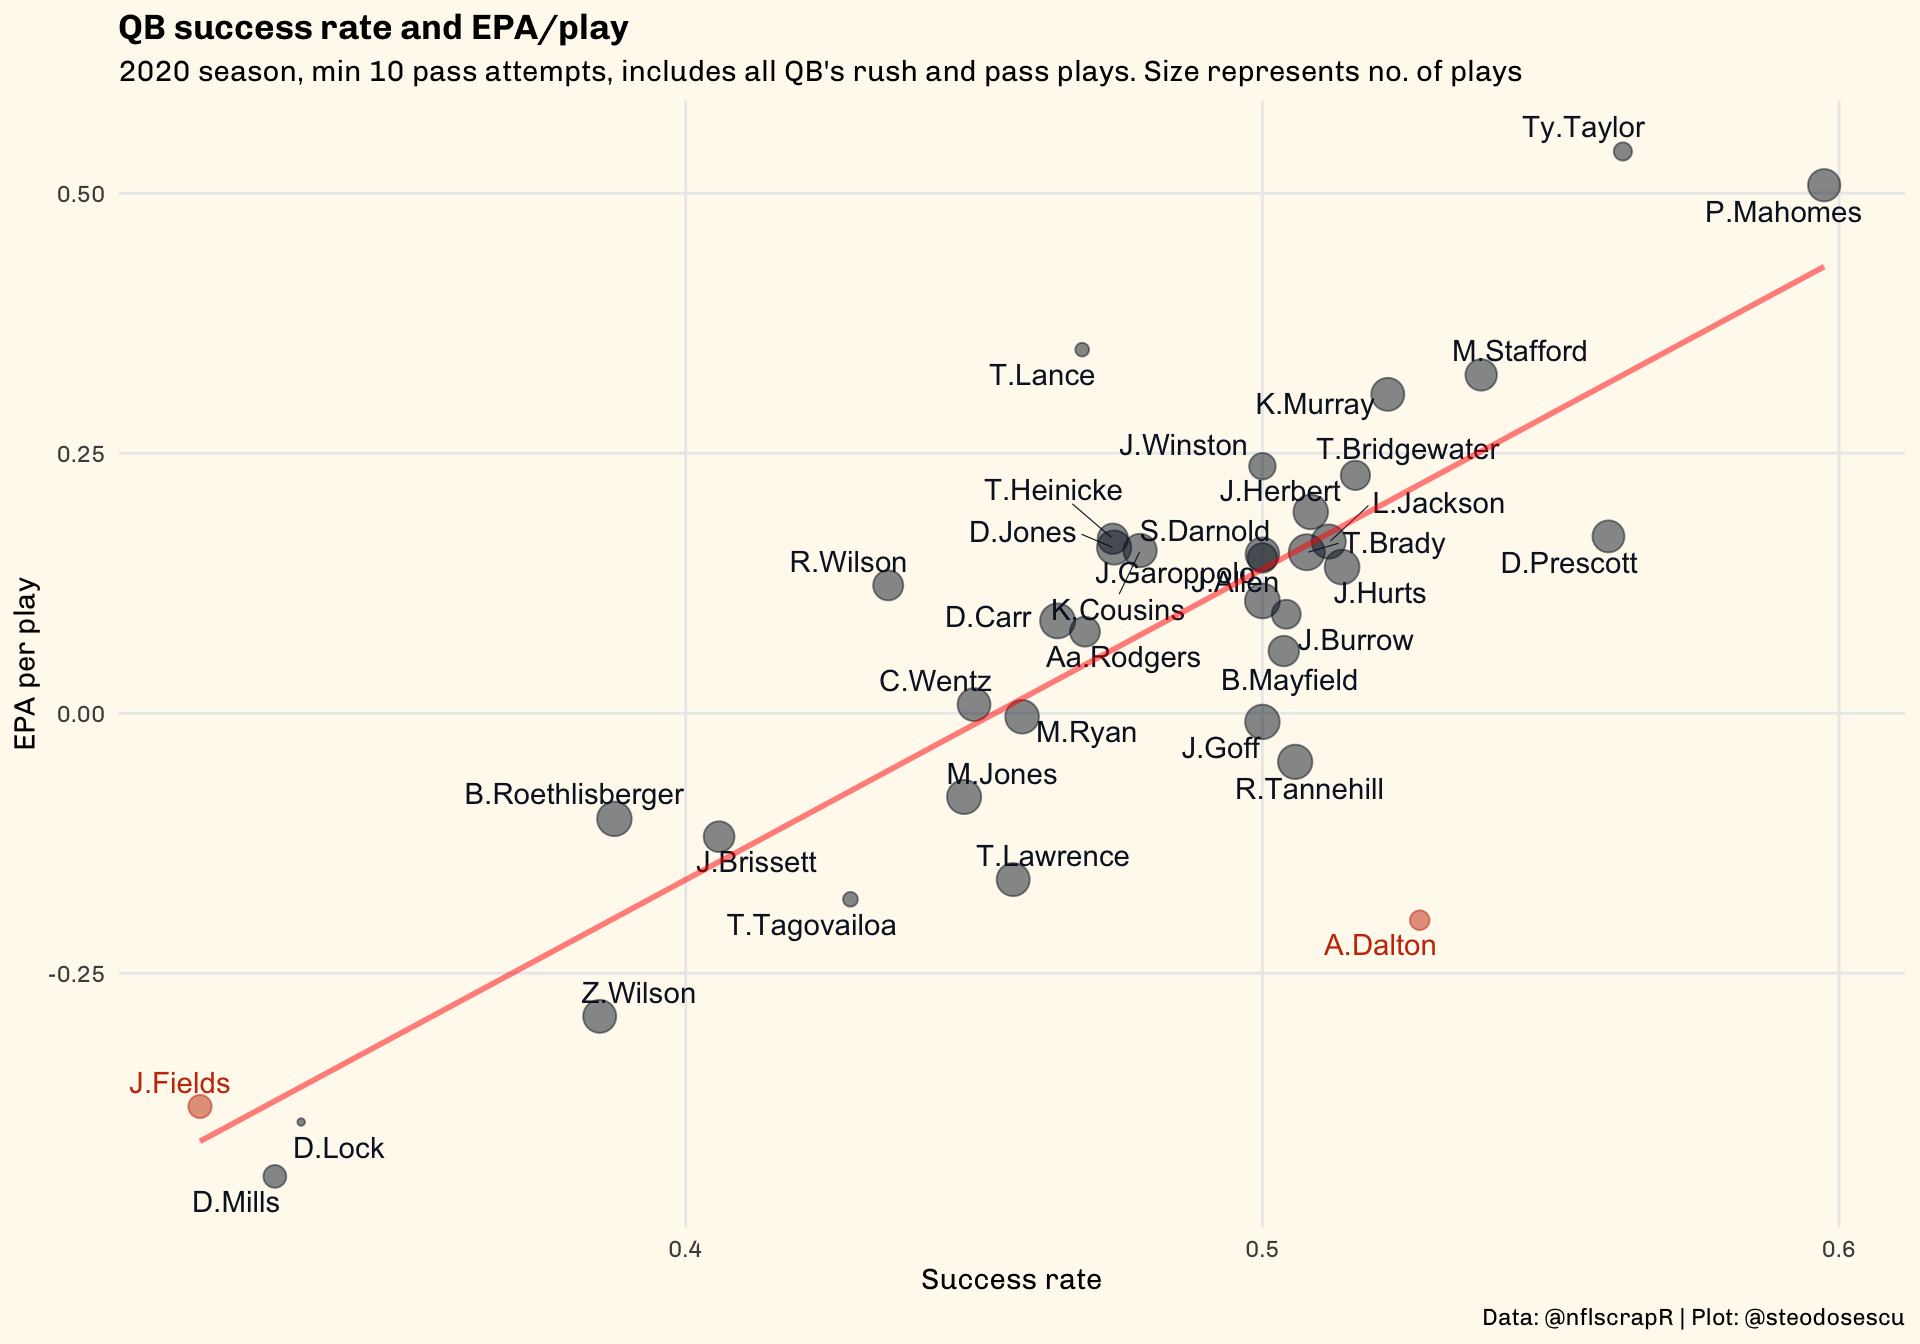 QB success rate and EPA/play
2020 season, min 10 pass attempts, includes all QB's rush and pass plays. Size represents no. of plays
Ty.Taylor
0.50
P.Mahomes
M.Stafford
T.Lance
K.Murray
J.Winston
T.Bridgewater
0.25
T.Heinicke
J.Herbert
L.Jackson
D.Jones
S.Darnold
T.Brady
R.Wilson
D.Prescott
J.Garoppolo
J.Allen
J.Hurts
K.Cousins
D.Carr
J.Burrow
Aa.Rodgers
C.Wentz
B.Mayfield
0.00
M.Ryan
J.Goff
M.Jones
R.Tannehill
B.Roethlisberger
J.Brissett
T.Lawrence
T.Tagovailoa
A.Dalton
-0.25
Z.Wilson
J.Fields
D.Lock
D.Mills
EPA per play
0.4
0.5
0.6
Success rate
Data: @nflscrapR | Plot: @steodosescu